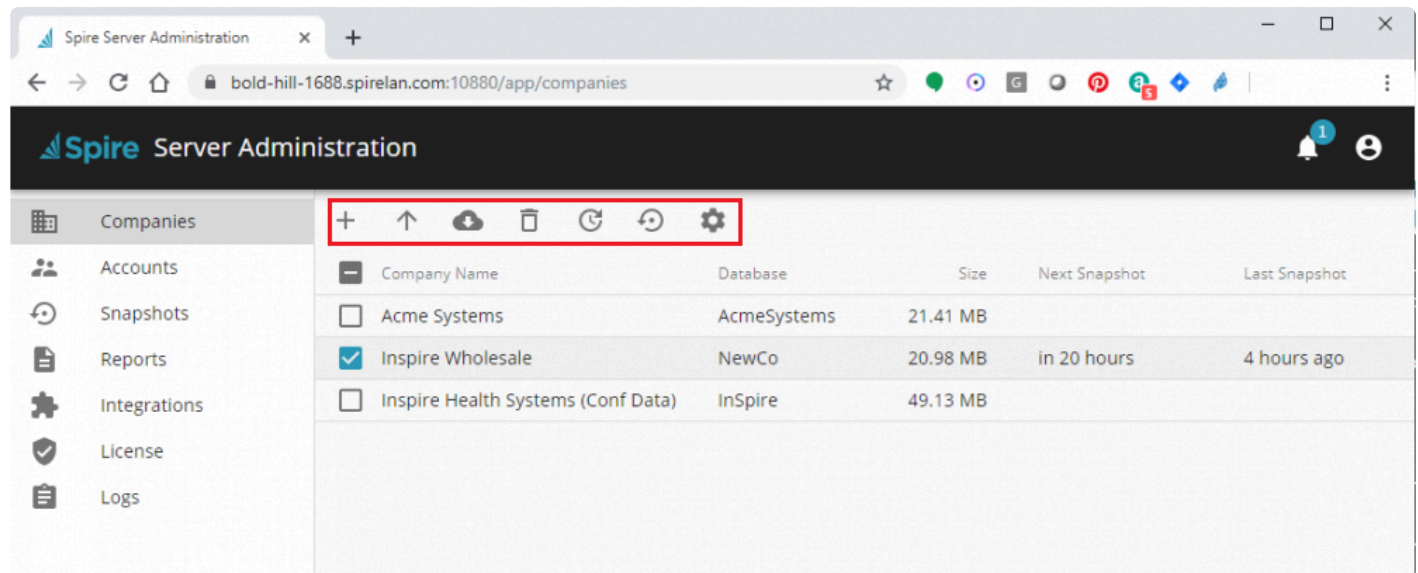 Spire Server Administration
bold-hill-1688.spirelan.com:10880/app/companies
G
a
5
Spire Server Administration
1
Companies
Accounts
Snapshots
Reports
Integrations
License
Logs
Company Name Database Size Next Snapshot Last Snapshot
Acme Systems AcmeSystems 21.41 MB
Inspire Wholesale NewCo 20.98 MB in 20 hours 4 hours ago
Inspire Health Systems (Conf Data) InSpire 49.13 MB